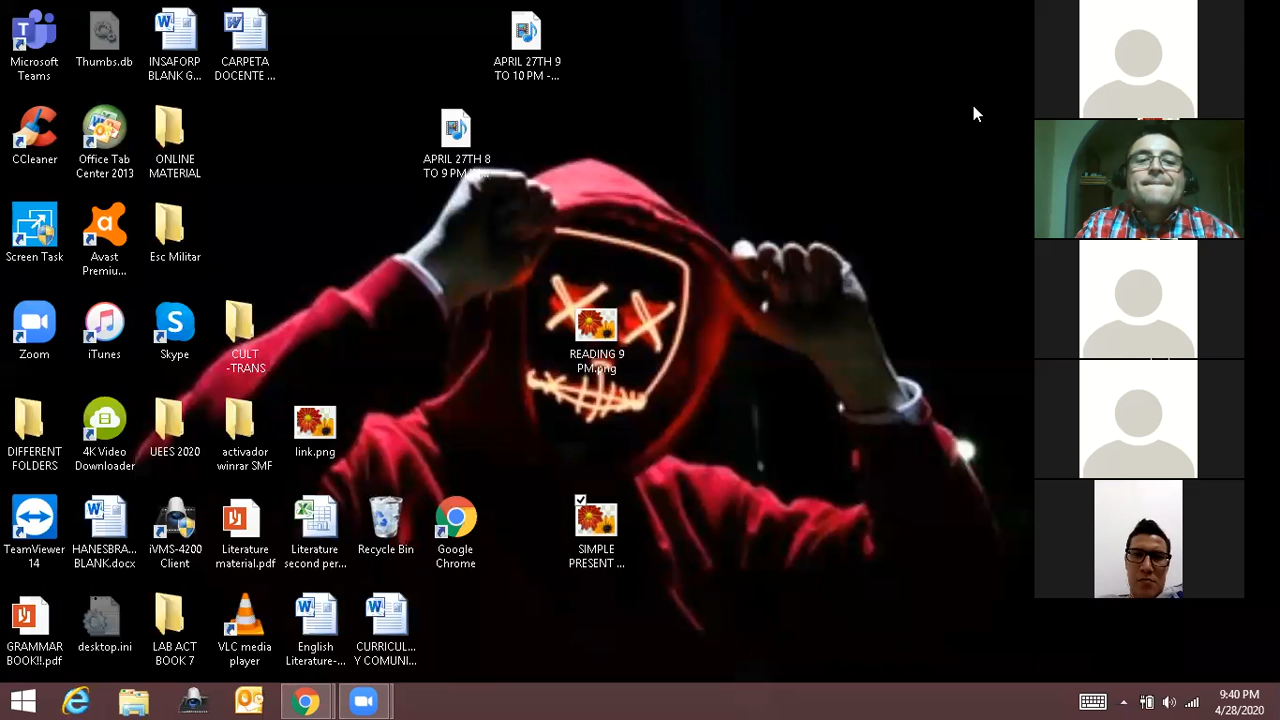 Microsoft
Teams
Thumbs.db
INSAFORP
BLANK G...
CARPETA
DOCENTE ...
APRIL 27TH 9
TO 10 PM -...
CCleaner
Office Tab
Center 2013
ONLINE
MATERIAL
APRIL 27TH 8
TO 9 PM
Screen Task
Avast
Premiu...
Esc Militar
Zoom
iTunes
Skype
CULT
-TRANS
READING 9
PM.png
DIFFERENT
FOLDERS
4K Video
Downloader
UEES 2020
activador
winrar SMF
link.png
TeamViewer
14
HANESBRA...
BLANK.docx
iVMS-4200
Client
Literature
material.pdf
Literature
second per...
Recycle Bin
Google
Chrome
SIMPLE
PRESENT ...
GRAMMAR
BOOK!!.pdf
desktop.ini
LAB ACT
BOOK 7
VLC media
player
English
Literature-...
CURRICUL...
Y COMUNI...
9:40 PM
4/28/2020